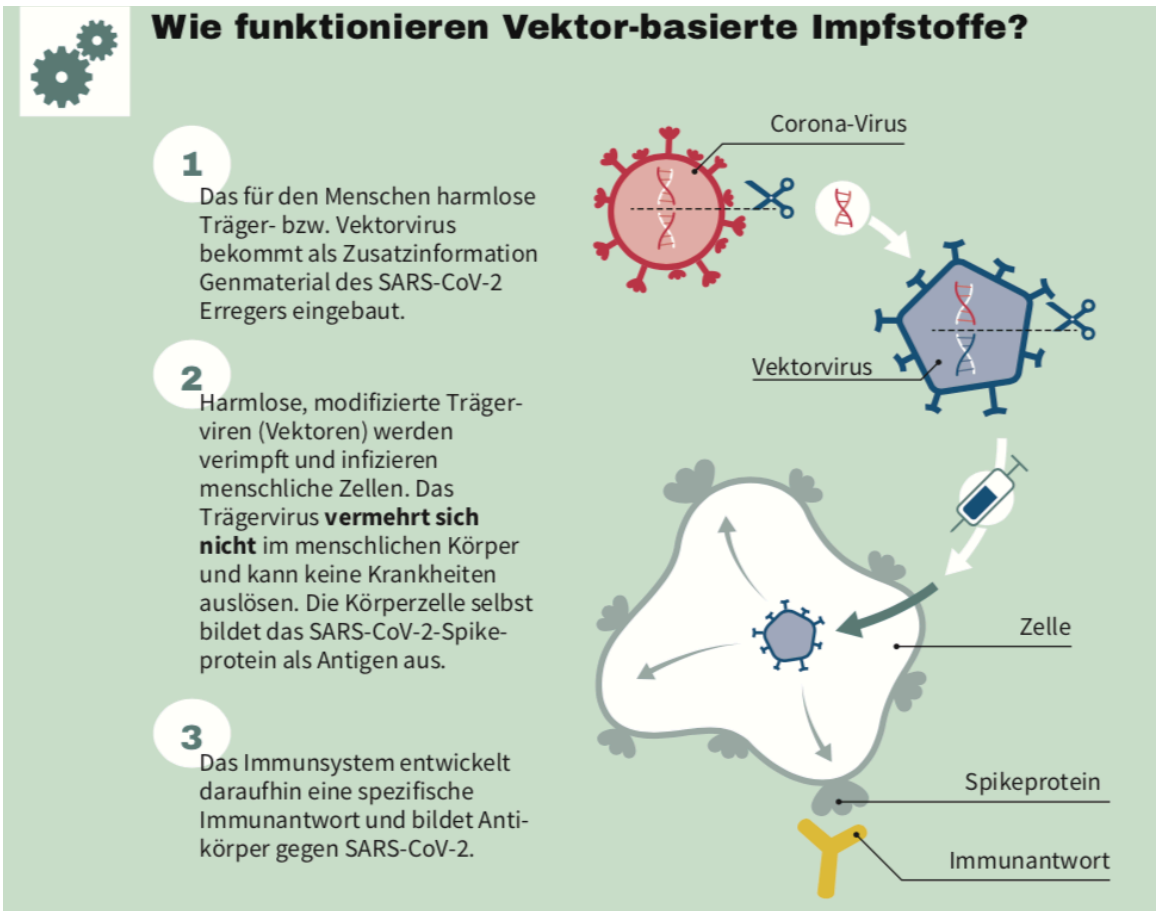 Wie funktionieren Vektor-basierte Impfstoffe?
1
Das für den Menschen harmlose
Träger- bzw. Vektorvirus
bekommt als Zusatzinformation
Genmaterial des SARS-CoV-2
Erregers eingebaut.
2
Harmlose, modifizierte Träger-
viren (Vektoren) werden
verimpft und infizieren
menschliche Zellen. Das
Trägervirus vermehrt sich
nicht im menschlichen Körper
und kann keine Krankheiten
auslösen. Die Körperzelle selbst
bildet das SARS-CoV-2-Spike-
protein als Antigen aus.
3
Das Immunsystem entwickelt
daraufhin eine spezifische
Immunantwort und bildet Anti-
körper gegen SARS-CoV-2.
Corona-Virus
Vektorvirus
Zelle
Spikeprotein
Immunantwort